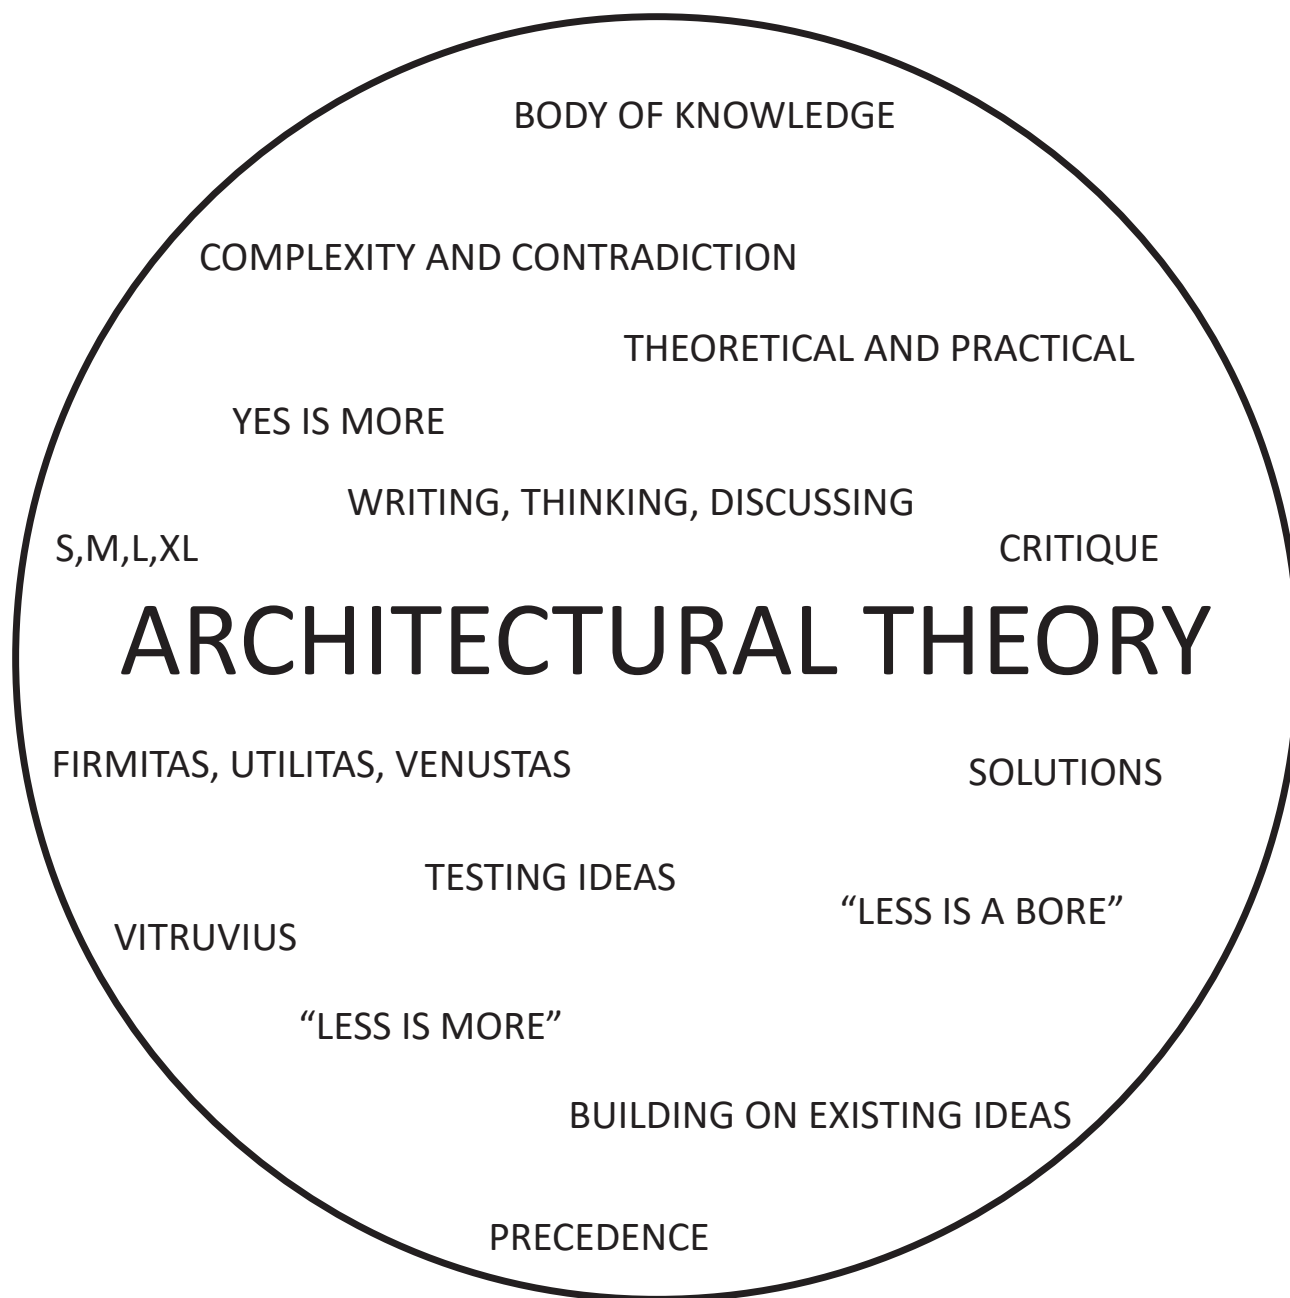 BODY OF KNOWLEDGE
COMPLEXITY AND CONTRADICTION
THEORETICAL AND PRACTICAL
YES IS MORE
WRITING, THINKING, DISCUSSING
S,M,L,XL
CRITIQUE
ARCHITECTURAL THEORY
FIRMITAS, UTILITAS, VENUSTAS
SOLUTIONS
TESTING IDEAS
“LESS IS A BORE”
VITRUVIUS
“LESS IS MORE”
BUILDING ON EXISTING IDEAS
PRECEDENCE